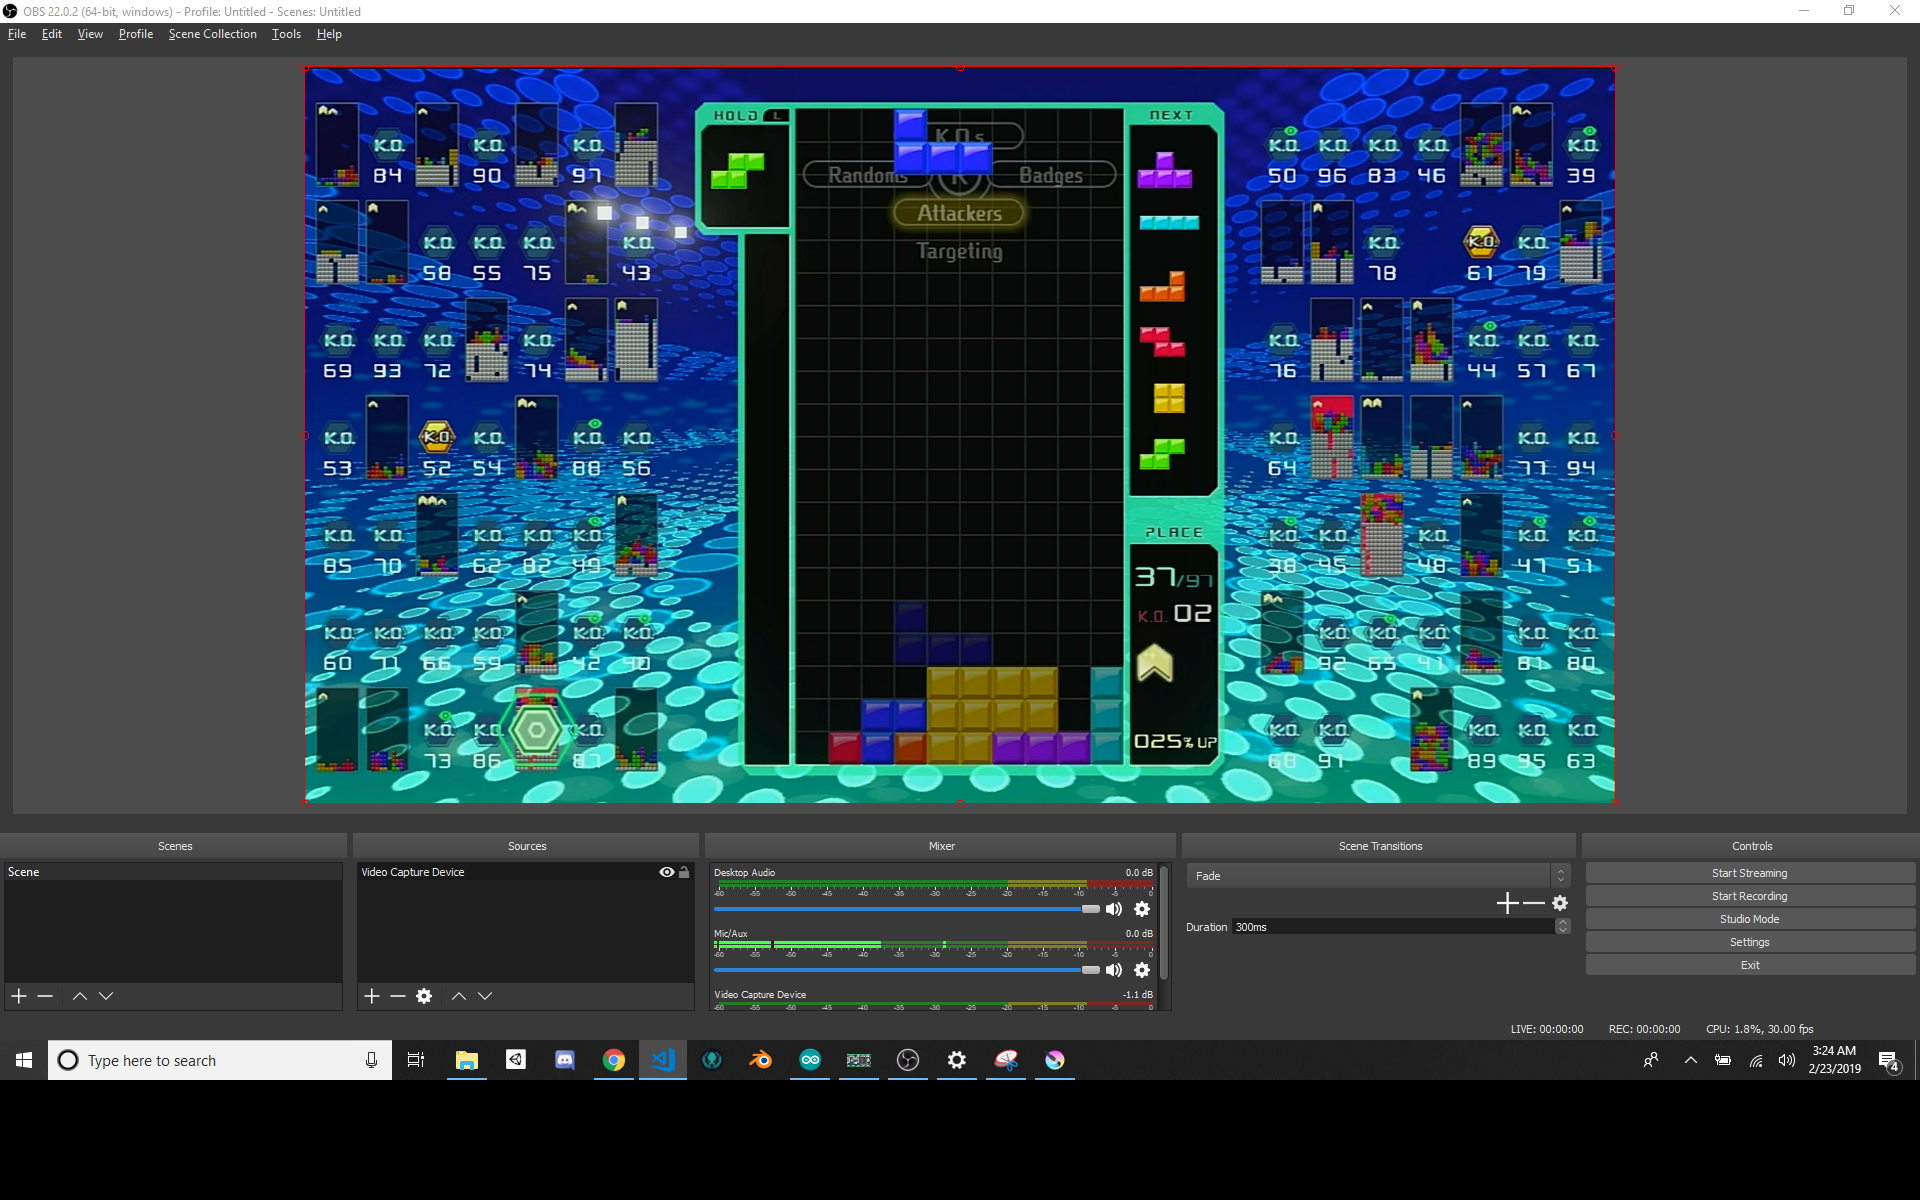 OBS 22.0.2 (64-bit, windows) - Profile: Untitled - Scenes: Untitled
File Edit View Profile Scene Collection Tools Help
HOLD L
NEXT
K.O.s
Randoms
Badges
Attackers
Targeting
K.O. K.O. K.O.
84 90 97
K.O. K.O. K.O. K.O. K.O.
50 96 83 46 39
K.O. K.O. K.O. K.O.
58 55 75 43
K.O. K.O. K.O.
78 61 79
K.O. K.O. K.O. K.O.
69 93 72 74
K.O. K.O. K.O. K.O.
76 44 57 67
K.O. K.O. K.O. K.O. K.O.
53 52 54 88 56
K.O. K.O. K.O.
64 77 94
K.O. K.O. K.O. K.O. K.O.
85 70 62 82 49
K.O. K.O. K.O. K.O. K.O.
38 45 48 47 51
K.O. K.O. K.O. K.O. K.O. K.O.
60 71 66 59 42 40
K.O. K.O. K.O. K.O. K.O.
92 65 41 81 80
K.O. K.O. K.O.
73 86 87
K.O. K.O. K.O. K.O. K.O.
68 91 89 95 63
PLACE
37/97
K.O. 02
025% UP
Scenes
Sources
Mixer
Scene Transitions
Controls
Scene
Video Capture Device
Desktop Audio 0.0 dB
-60 -55 -50 -45 -40 -35 -30 -25 -20 -15 -10 -5 0
Mic/Aux 0.0 dB
-60 -55 -50 -45 -40 -35 -30 -25 -20 -15 -10 -5 0
Video Capture Device -1.1 dB
-60 -55 -50 -45 -40 -35 -30 -25 -20 -15 -10 -5 0
Fade
Duration 300ms
Start Streaming
Start Recording
Studio Mode
Settings
Exit
LIVE: 00:00:00 REC: 00:00:00 CPU: 1.8%, 30.00 fps
Type here to search
3:24 AM
2/23/2019
4